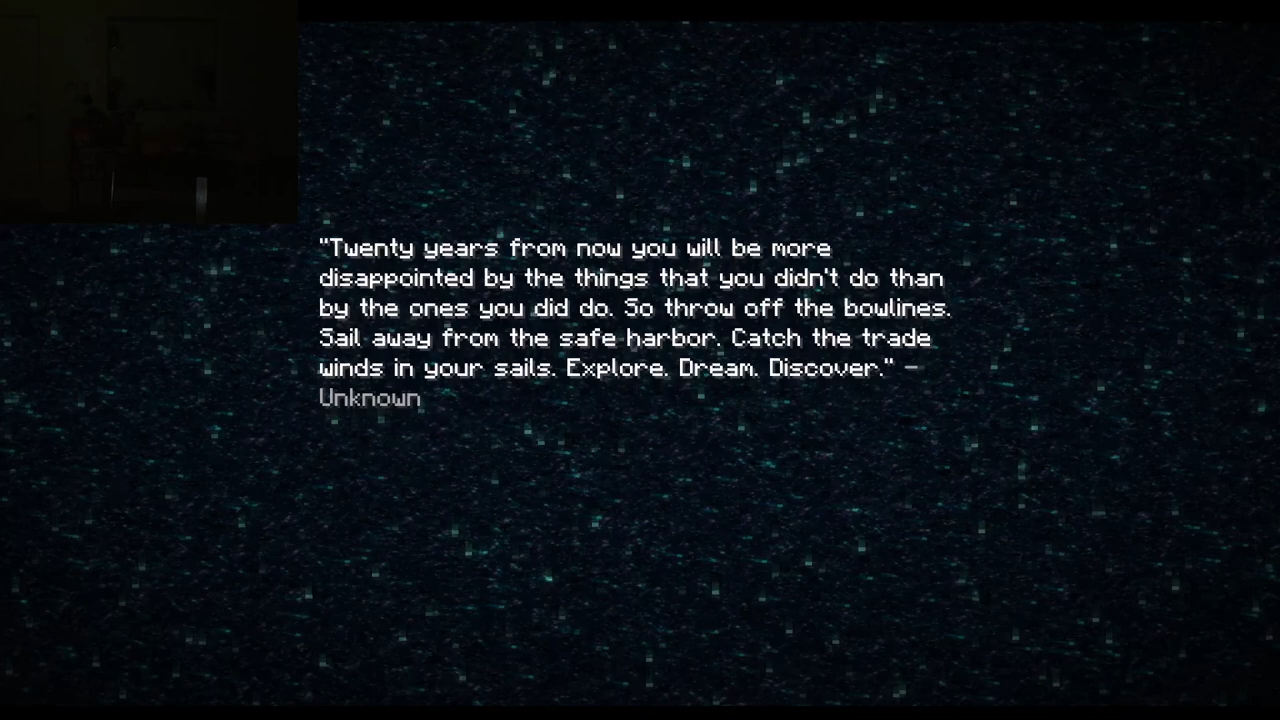 "Twenty years from now you will be more
disappointed by the things that you didn't do than
by the ones you did do. So throw off the bowlines.
Sail away from the safe harbor. Catch the trade
winds in your sails. Explore. Dream. Discover." –
Unknown